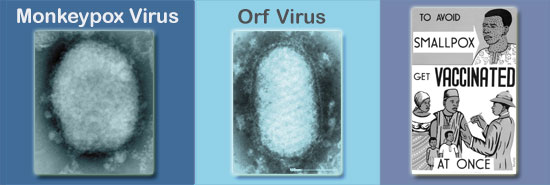 Monkeypox Virus
Orf Virus
TO AVOID
SMALLPOX
GET VACCINATED
AT ONCE